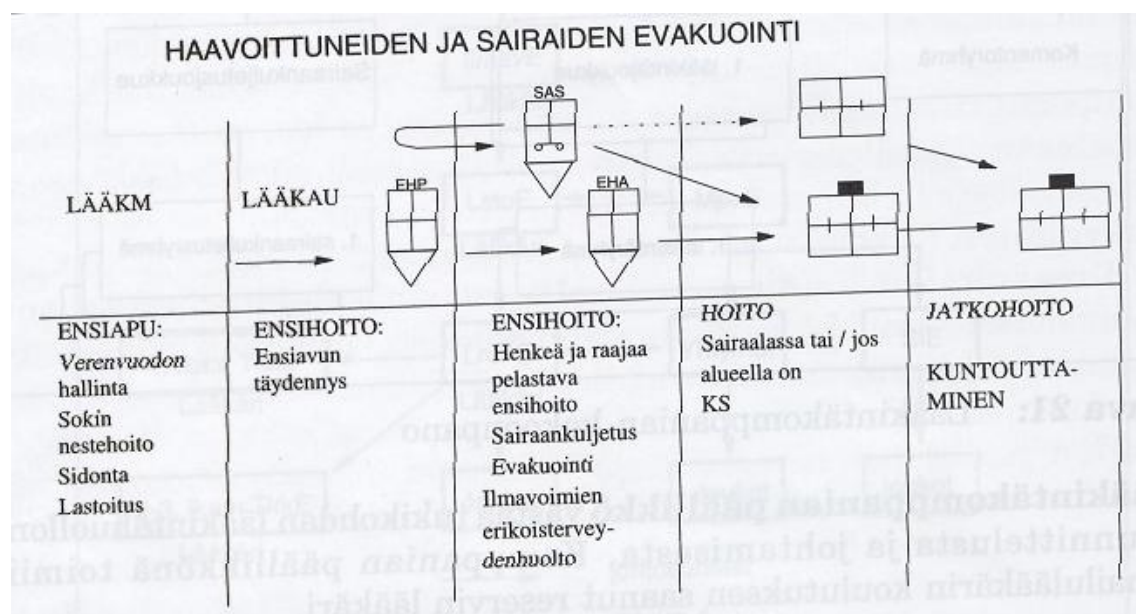 HAAVOITTUNEIDEN JA SAIRAIDEN EVAKUOINTI
SAS
LÄÄKM
LÄÄKAU
EHP
EHA
ENSIAPU:
Verenvuodon
hallinta
Sokin
nestehoito
Sidonta
Lastoitus
ENSIHOITO:
Ensiavun
täydennys
ENSIHOITO:
Henkeä ja raajaa
pelastava
ensihoito
Sairaankuljetus
Evakuointi
Ilmavoimien
erikoistervey-
denhuolto
HOITO
Sairaalassa tai / jos
alueella on
KS
JATKOHOITO
KUNTOUTTA-
MINEN